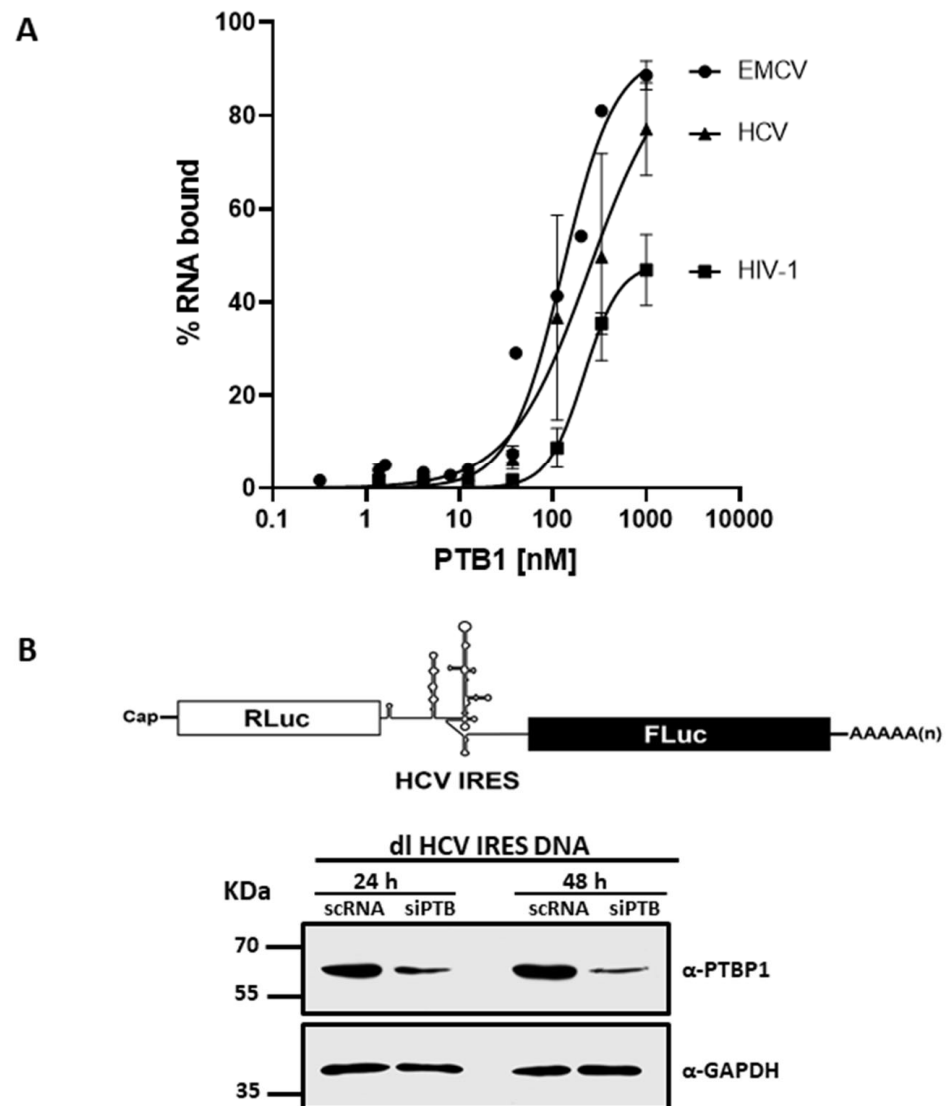 A
100
80
60
40
20
0
% RNA bound
0.1 1 10 100 1000 10000
PTB1 [nM]
EMCV
HCV
HIV-1
B
Cap
RLuc
FLuc
AAAAA(n)
HCV IRES
dl HCV IRES DNA
KDa
24 h 48 h
scRNA siPTB scRNA siPTB
70
55
α-PTBP1
α-GAPDH
35